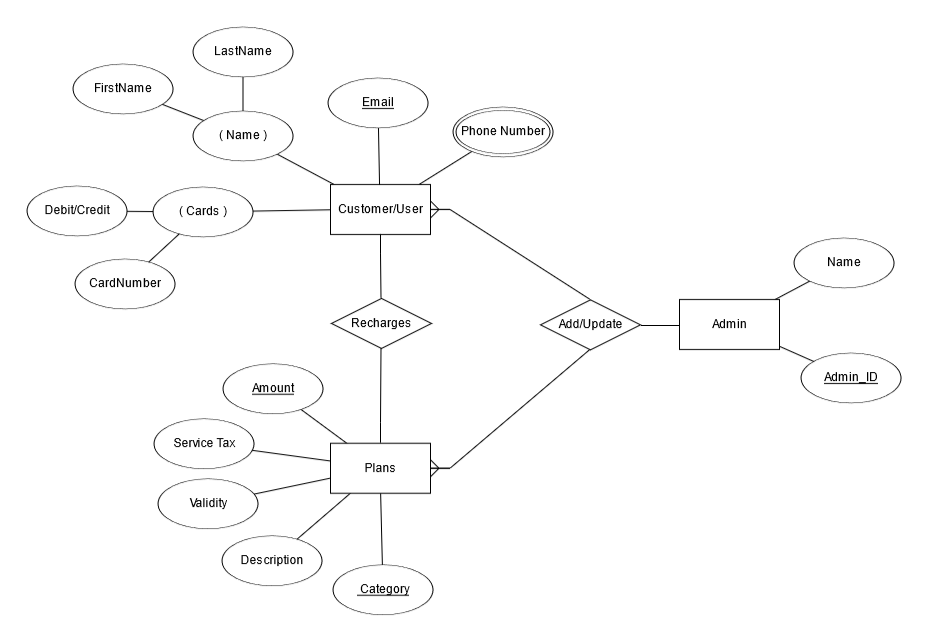 LastName
FirstName
Email
Phone Number
( Name )
Debit/Credit
( Cards )
Customer/User
CardNumber
Name
Recharges
Add/Update
Admin
Admin_ID
Amount
Service Tax
Plans
Validity
Description
Category